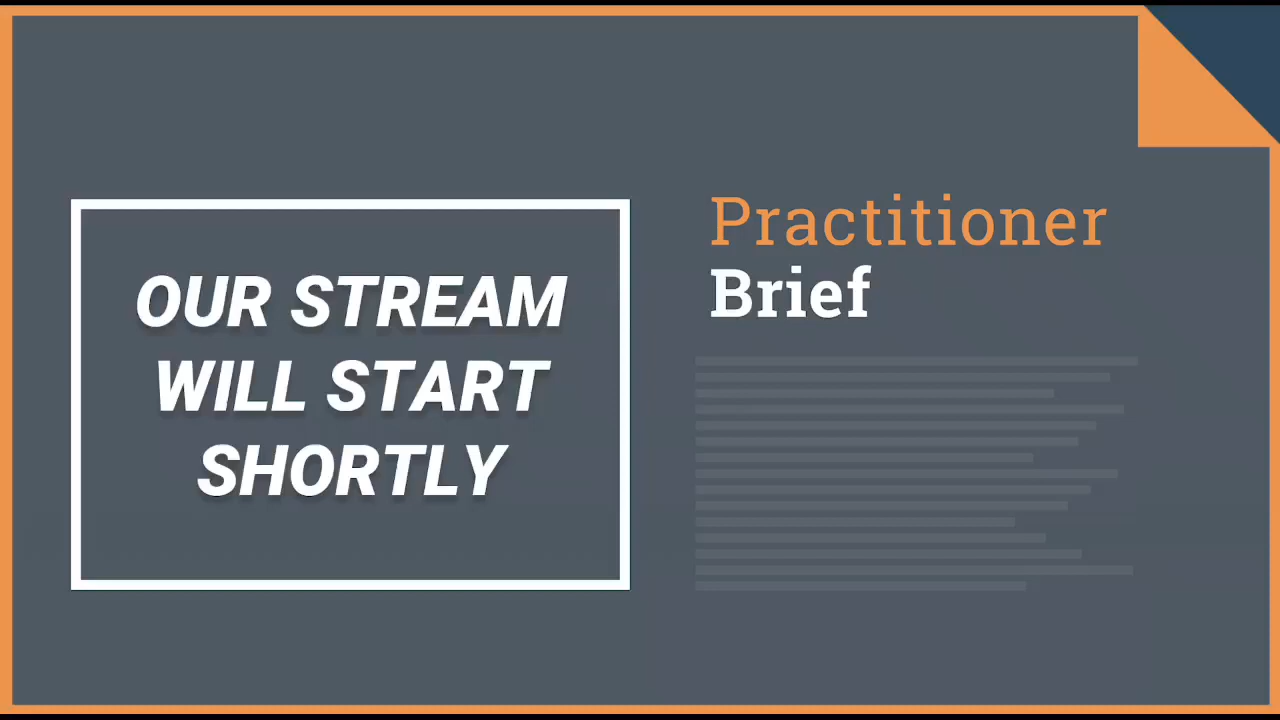 OUR STREAM
WILL START
SHORTLY
Practitioner
Brief